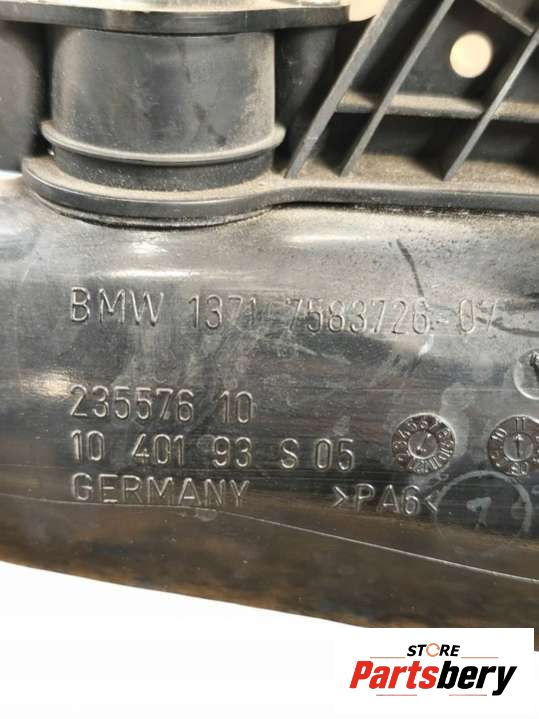 BMW 1371 7583726-07
235576 10
10 401 93 S 05
GERMANY >PA6<
STORE
Partsbery